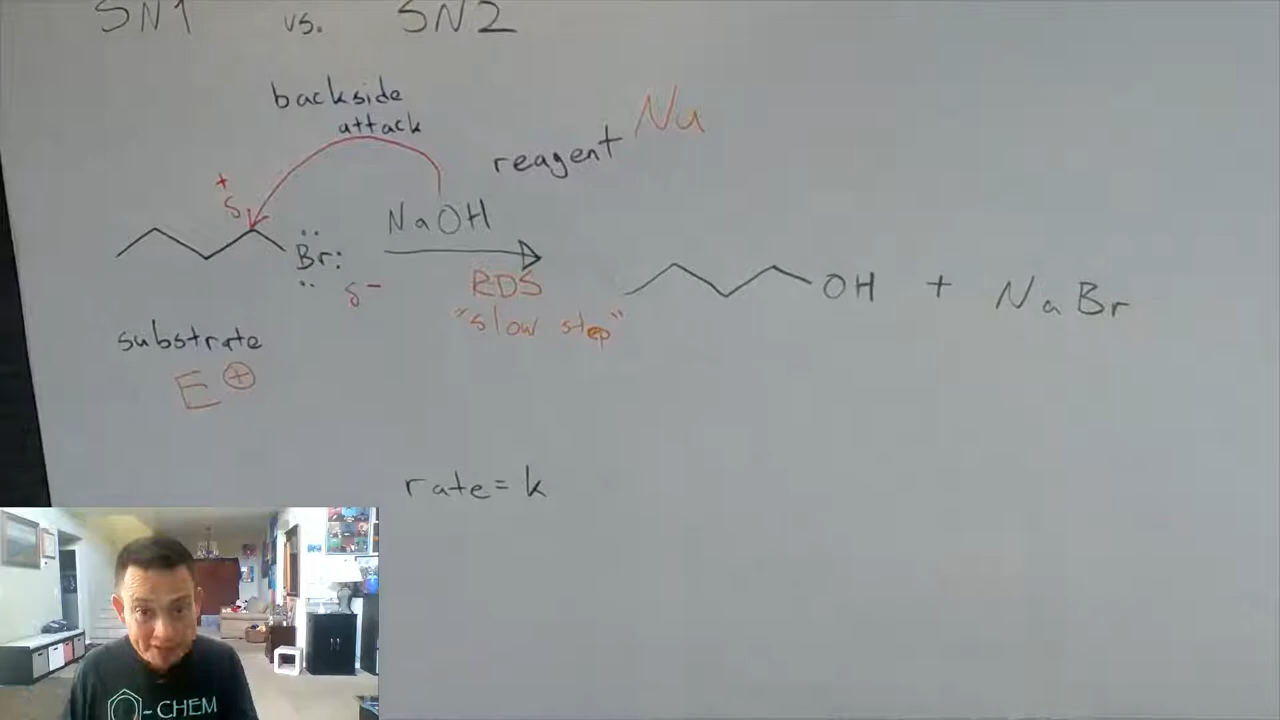 SN1 vs. SN2
backside
attack
reagent Nu
δ+
NaOH
Br
δ-
RDS
"slow step"
OH + NaBr
substrate
E⊕
rate = k
-CHEM